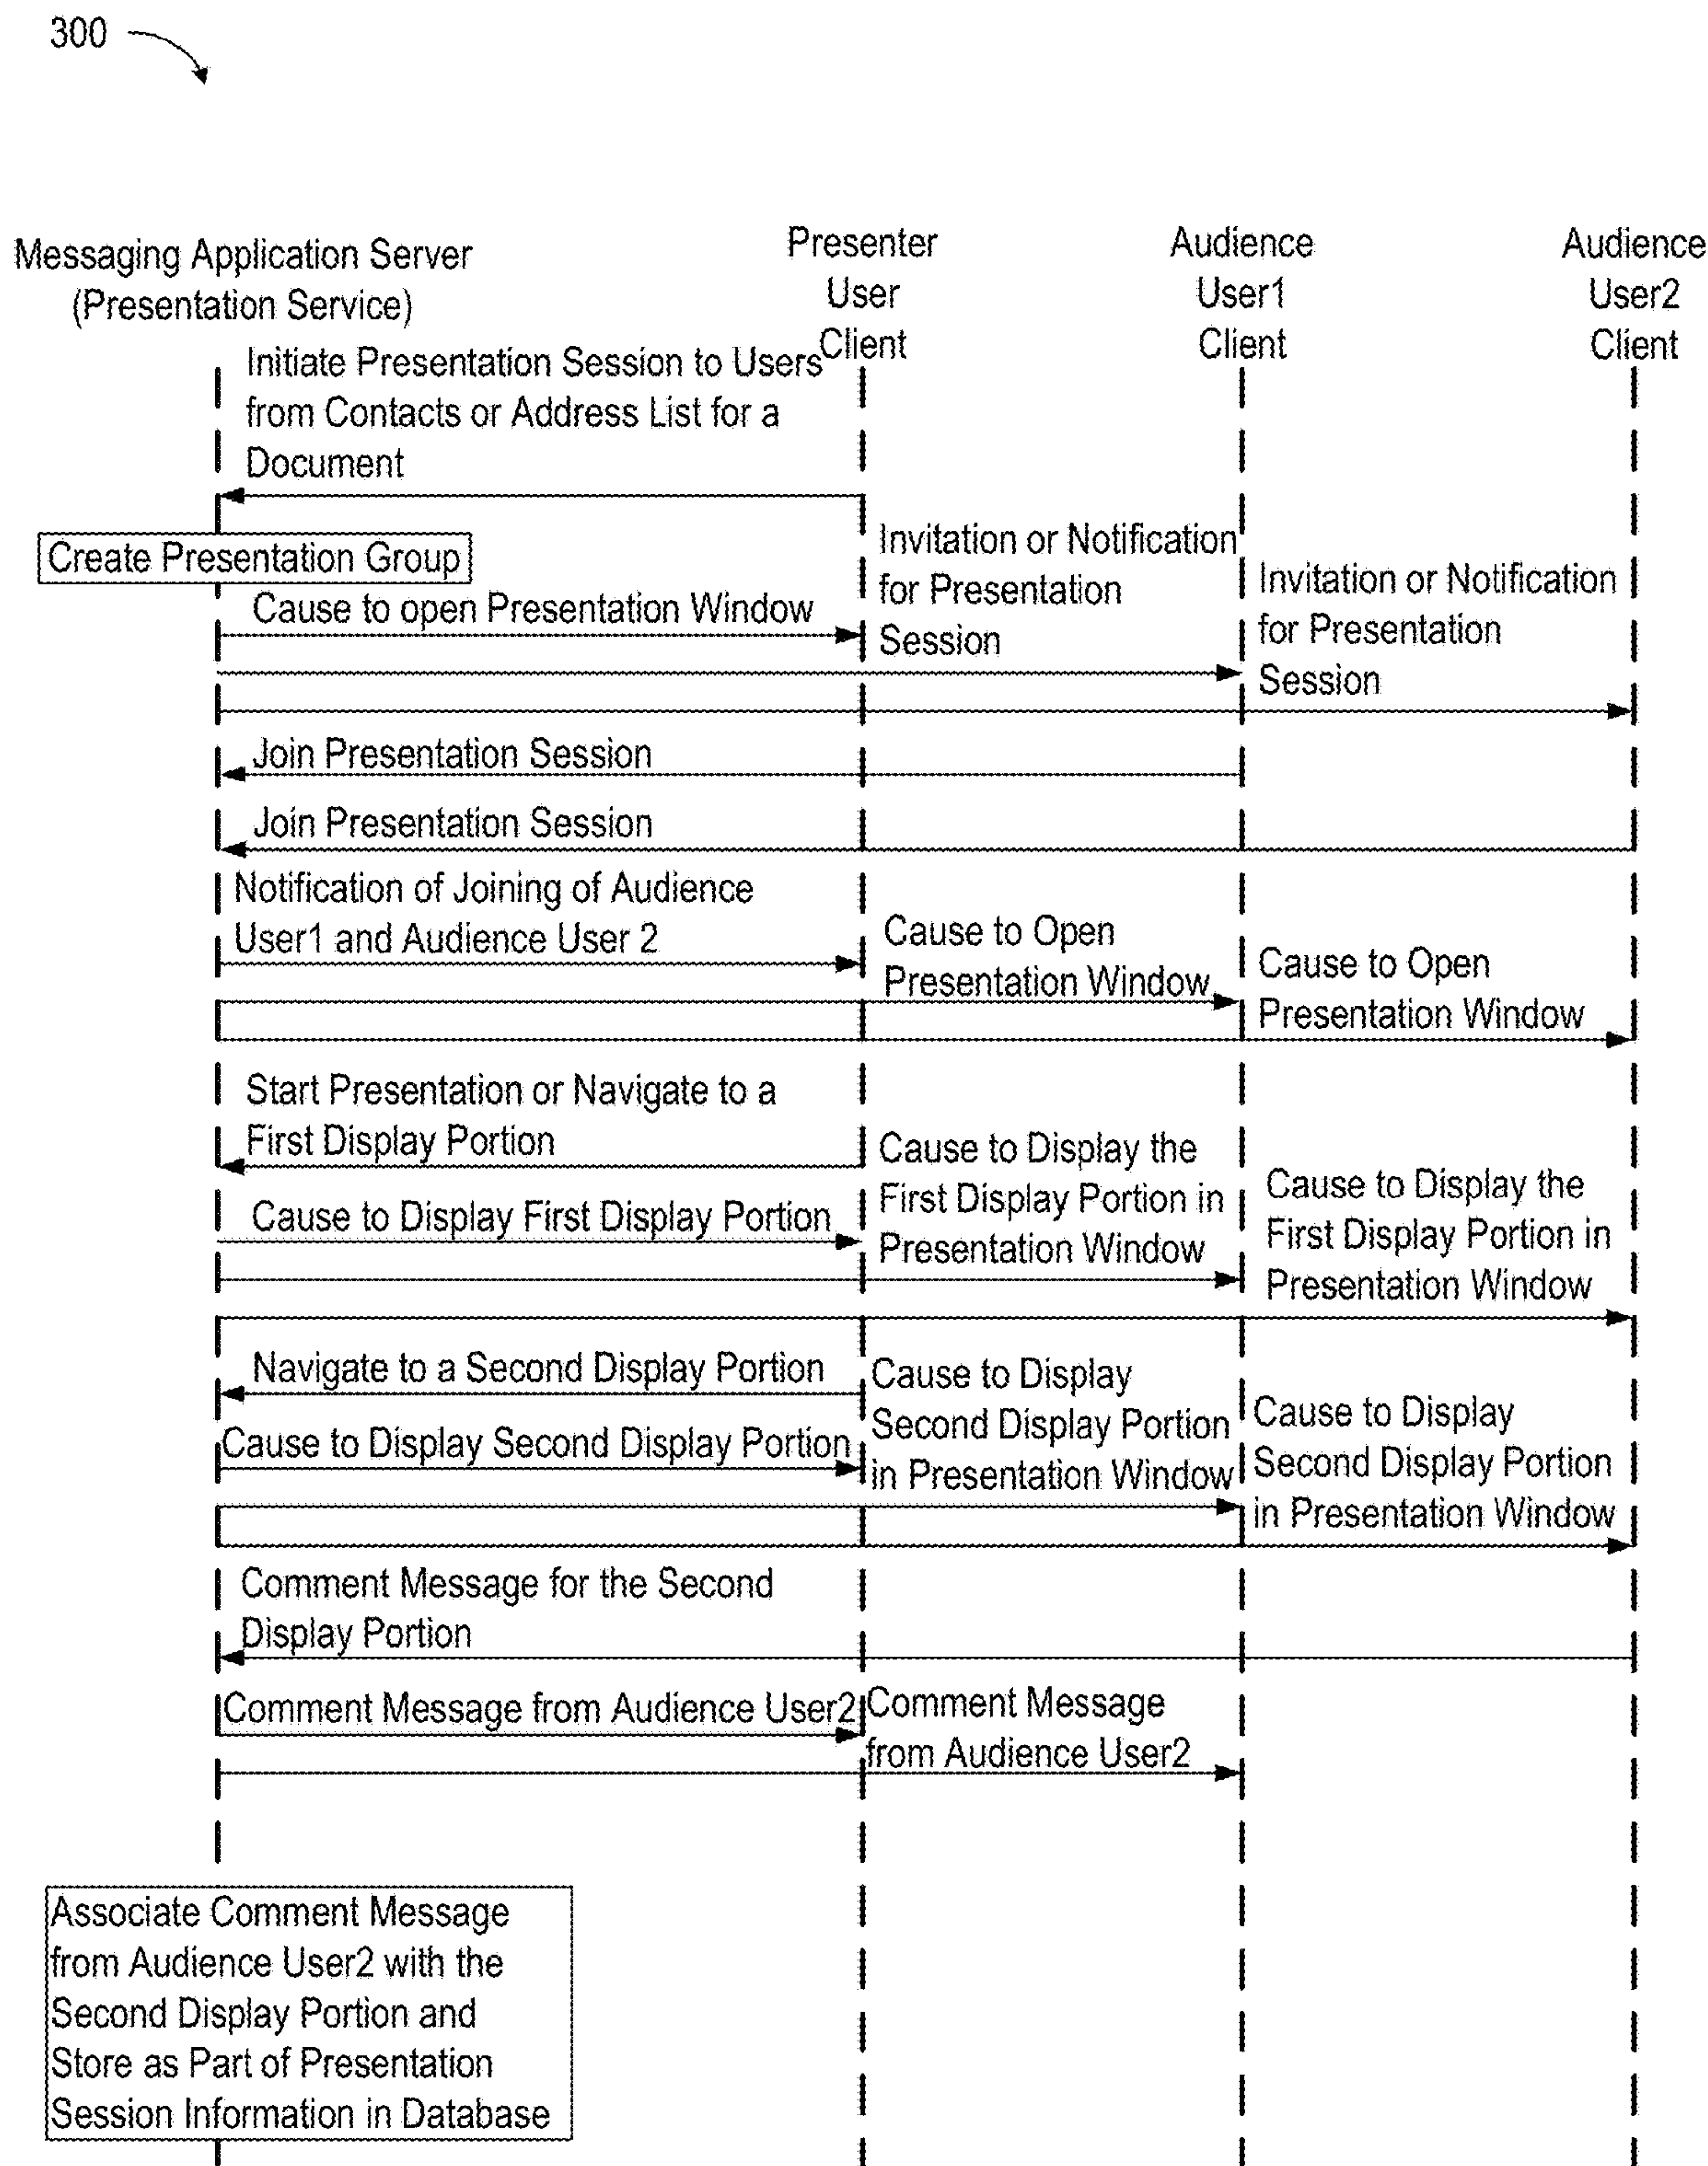 300
Messaging Application Server
(Presentation Service)
Presenter
User
Client
Audience
User1
Client
Audience
User2
Client
Initiate Presentation Session to Users
from Contacts or Address List for a
Document
Create Presentation Group
Cause to open Presentation Window
Invitation or Notification
for Presentation
Session
Invitation or Notification
for Presentation
Session
Join Presentation Session
Join Presentation Session
Notification of Joining of Audience
User1 and Audience User 2
Cause to Open
Presentation Window
Cause to Open
Presentation Window
Start Presentation or Navigate to a
First Display Portion
Cause to Display First Display Portion
Cause to Display the
First Display Portion in
Presentation Window
Cause to Display the
First Display Portion in
Presentation Window
Navigate to a Second Display Portion
Cause to Display Second Display Portion
Cause to Display
Second Display Portion
in Presentation Window
Cause to Display
Second Display Portion
in Presentation Window
Comment Message for the Second
Display Portion
Comment Message from Audience User2
Comment Message
from Audience User2
Associate Comment Message
from Audience User2 with the
Second Display Portion and
Store as Part of Presentation
Session Information in Database